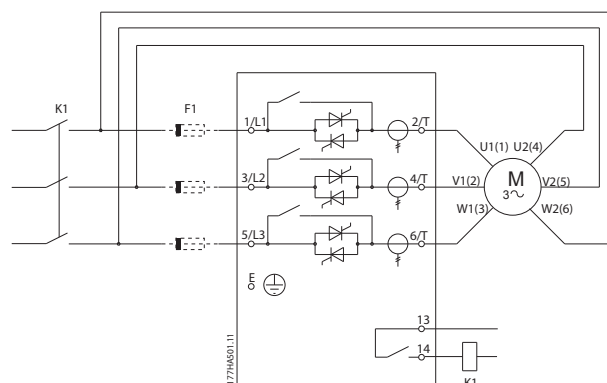 K1
F1
1/L1
2/T
U1(1) U2(4)
3/L2
4/T
V1(2)
M
3
V2(5)
W1(3)
W2(6)
5/L3
6/T
E
13
14
K1
177HA501.11